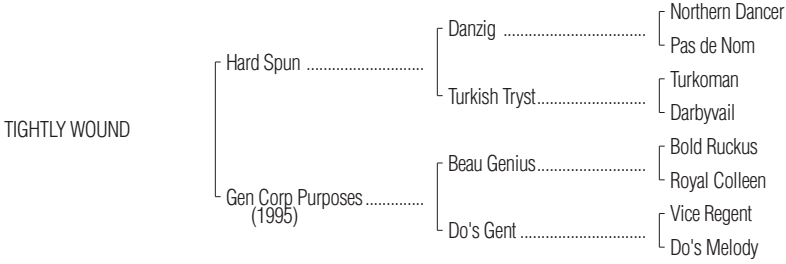 Northern Dancer
Danzig ................................
Pas de Nom
Hard Spun ...........................
Turkoman
Turkish Tryst.........................
Darbyvail
TIGHTLY WOUND
Bold Ruckus
Beau Genius.........................
Royal Colleen
Gen Corp Purposes..............
(1995)
Vice Regent
Do's Gent .............................
Do's Melody